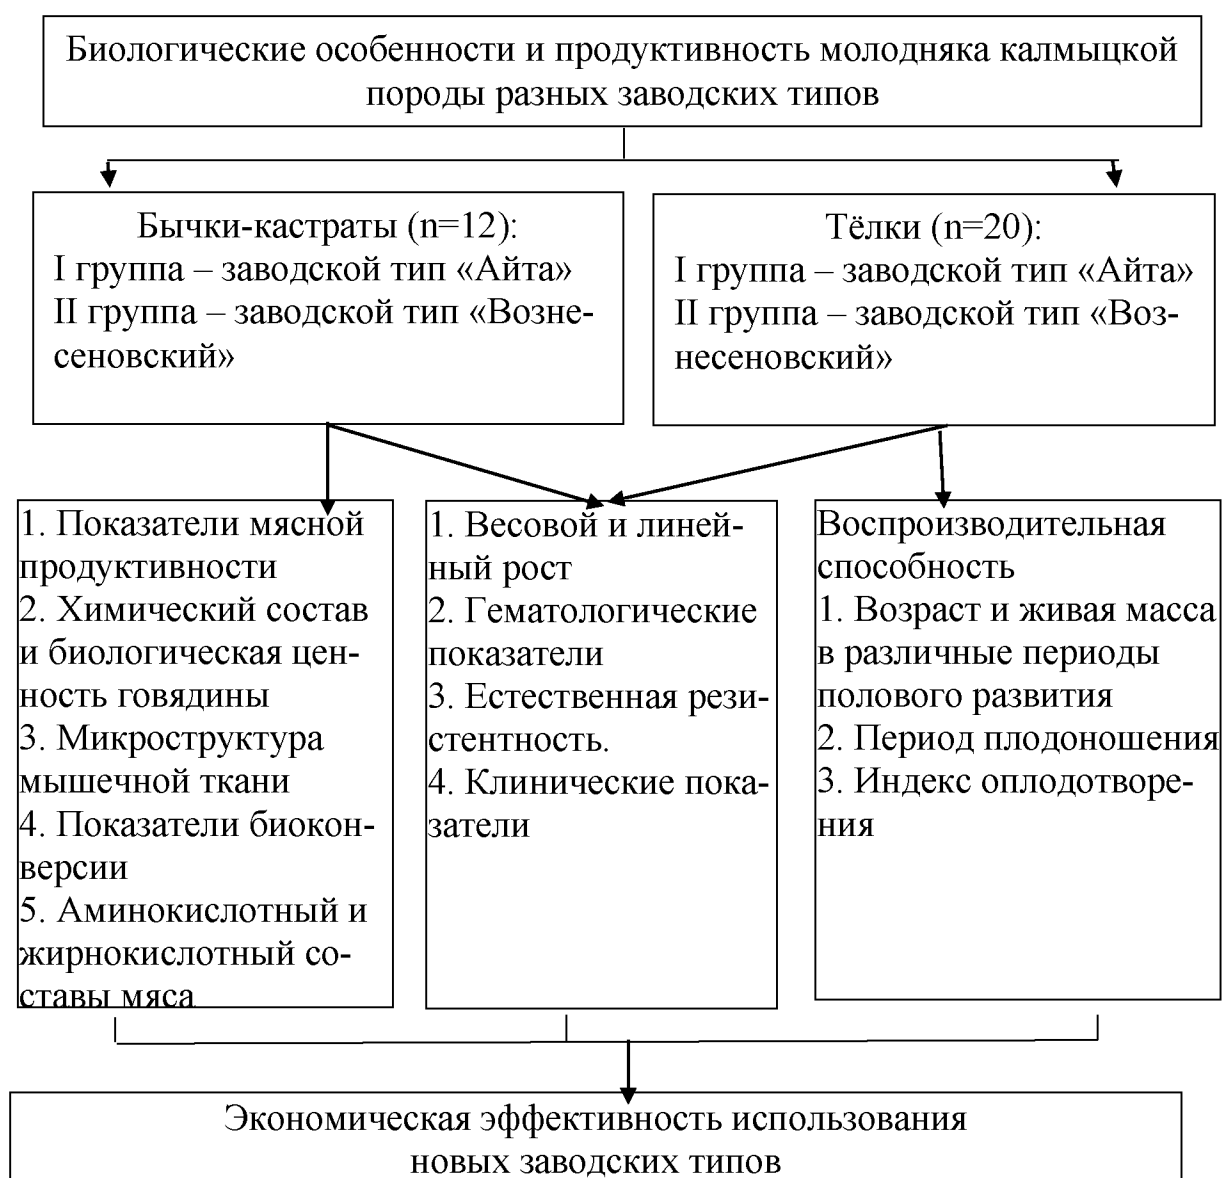 Биологические особенности и продуктивность молодняка калмыцкой
породы разных заводских типов
Бычки-кастраты (n=12):
I группа – заводской тип «Айта»
II группа – заводской тип «Возне-
сеновский»
Тёлки (n=20):
I группа – заводской тип «Айта»
II группа – заводской тип «Воз-
несеновский»
1. Показатели мясной
продуктивности
2. Химический состав
и биологическая цен-
ность говядины
3. Микроструктура
мышечной ткани
4. Показатели биокон-
версии
5. Аминокислотный и
жирнокислотный со-
ставы мяса
1. Весовой и линей-
ный рост
2. Гематологические
показатели
3. Естественная рези-
стентность.
4. Клинические пока-
затели
Воспроизводительная
способность
1. Возраст и живая масса
в различные периоды
полового развития
2. Период плодоношения
3. Индекс оплодотворе-
ния
Экономическая эффективность использования
новых заводских типов